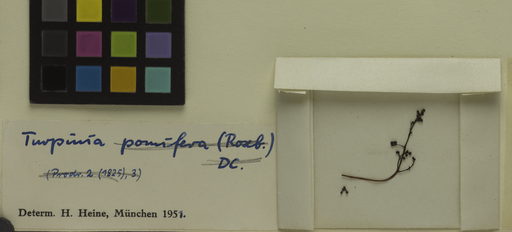 Turpinia pomifera (Roxb.)
DC.
(Prodr. 2 (1825), 3)
Determ. H. Heine, München 1951.
A